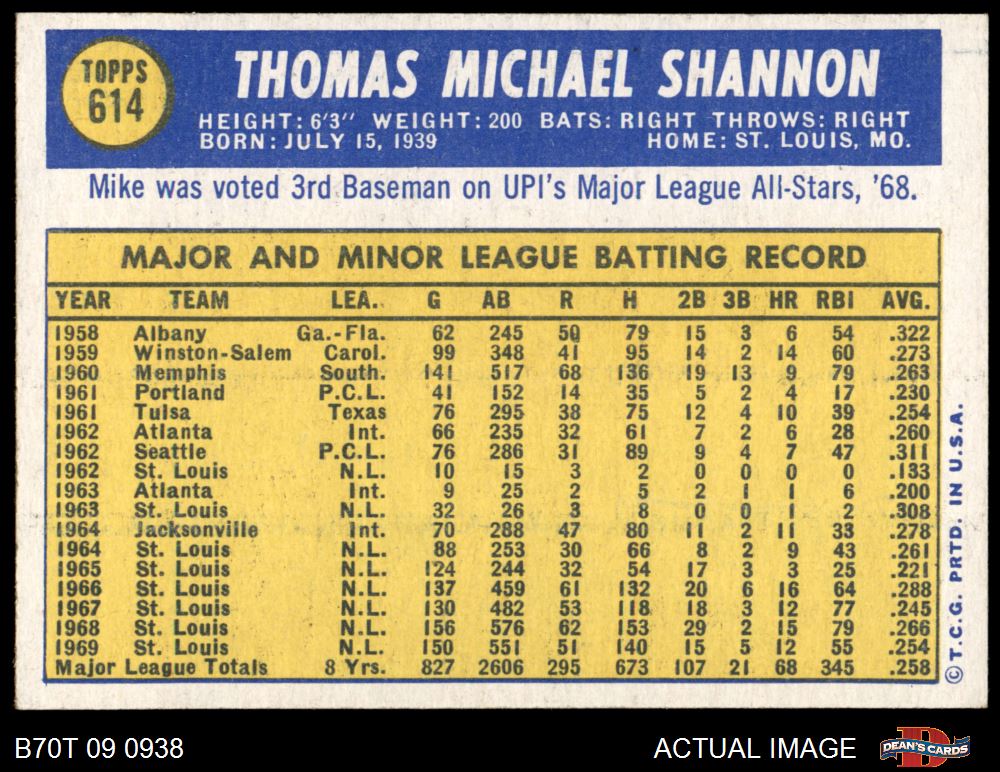 TOPPS
614
THOMAS MICHAEL SHANNON
HEIGHT: 6'3" WEIGHT: 200 BATS: RIGHT THROWS: RIGHT
BORN: JULY 15, 1939 HOME: ST. LOUIS, MO.
Mike was voted 3rd Baseman on UPI's Major League All-Stars, '68.
MAJOR AND MINOR LEAGUE BATTING RECORD
YEAR TEAM LEA. G AB R H 2B 3B HR RBI AVG.
1958 Albany Ga.-Fla. 62 245 50 79 15 3 6 54 .322
1959 Winston-Salem Carol. 99 348 41 95 14 2 14 60 .273
1960 Memphis South. 141 517 68 136 19 13 9 79 .263
1961 Portland P.C.L. 41 152 14 35 5 2 4 17 .230
1961 Tulsa Texas 76 295 38 75 12 4 10 39 .254
1962 Atlanta Int. 66 235 32 61 7 2 6 28 .260
1962 Seattle P.C.L. 76 286 31 89 9 4 7 47 .311
1962 St. Louis N.L. 10 15 3 2 0 0 0 0 .133
1963 Atlanta Int. 9 25 2 5 2 1 1 6 .200
1963 St. Louis N.L. 32 26 3 8 0 0 1 2 .308
1964 Jacksonville Int. 70 288 47 80 11 2 11 33 .278
1964 St. Louis N.L. 88 253 30 66 8 2 9 43 .261
1965 St. Louis N.L. 124 244 32 54 17 3 3 25 .221
1966 St. Louis N.L. 137 459 61 132 20 6 16 64 .288
1967 St. Louis N.L. 130 482 53 118 18 3 12 77 .245
1968 St. Louis N.L. 156 576 62 153 29 2 15 79 .266
1969 St. Louis N.L. 150 551 51 140 15 5 12 55 .254
Major League Totals 8 Yrs. 827 2606 295 673 107 21 68 345 .258
© T.C.G. PRTD. IN U.S.A.
B70T 09 0938 ACTUAL IMAGE
DEAN'S CARDS